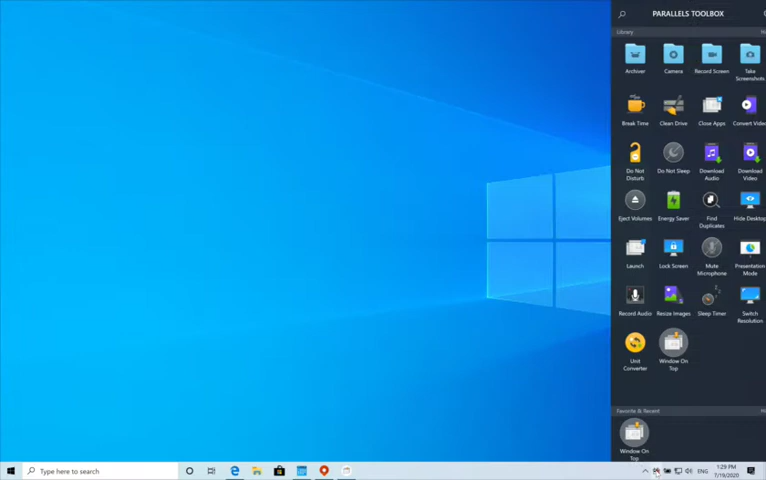 PARALLELS TOOLBOX
Library
Archiver
Camera
Record Screen
Take
Screenshots
Break Time
Clean Drive
Close Apps
Convert Video
Do Not
Disturb
Do Not Sleep
Download
Audio
Download
Video
Eject Volumes
Energy Saver
Find
Duplicates
Hide Desktop
Launch
Lock Screen
Mute
Microphone
Presentation
Mode
Record Audio
Resize Images
Sleep Timer
Switch
Resolution
Unit
Converter
Window On
Top
Favorite & Recent
Window On
Top
Type here to search
ENG
1:29 PM
7/19/2020